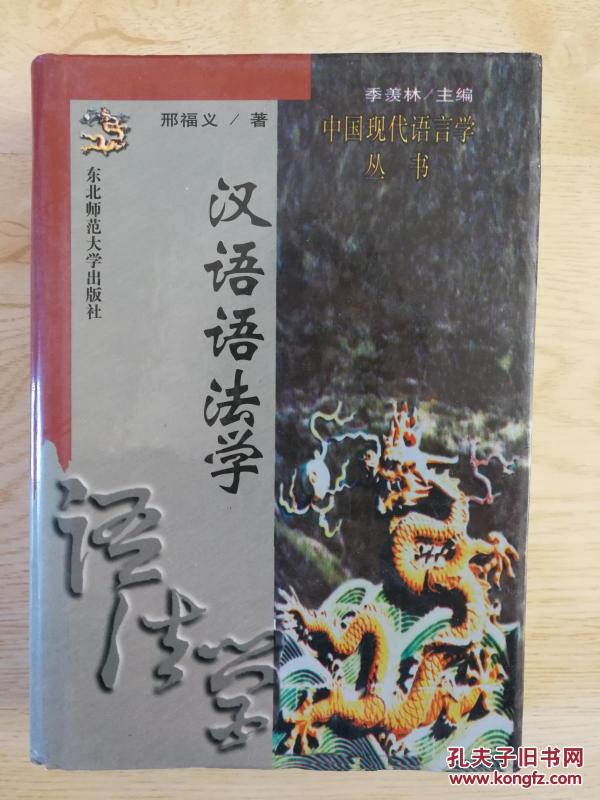 季羡林/主编
中国现代语言学
丛书
邢福义/著
汉语语法学
东北师范大学出版社
语法学
孔夫子旧书网
www.kongfz.com